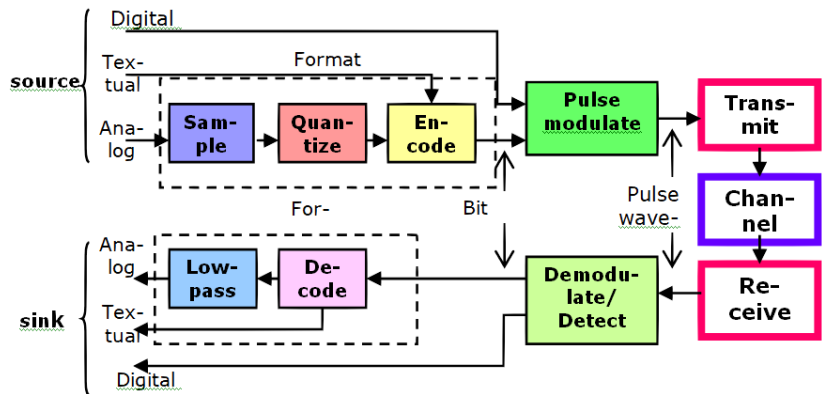 Digital
source
Tex-
tual
Format
Ana-
log
Sam-
ple
Quan-
tize
En-
code
Pulse
modulate
Trans-
mit
For-
Bit
Pulse
wave-
Chan-
nel
sink
Ana-
log
Low-
pass
De-
code
Demodu-
late/
Detect
Re-
ceive
Tex-
tual
Digital